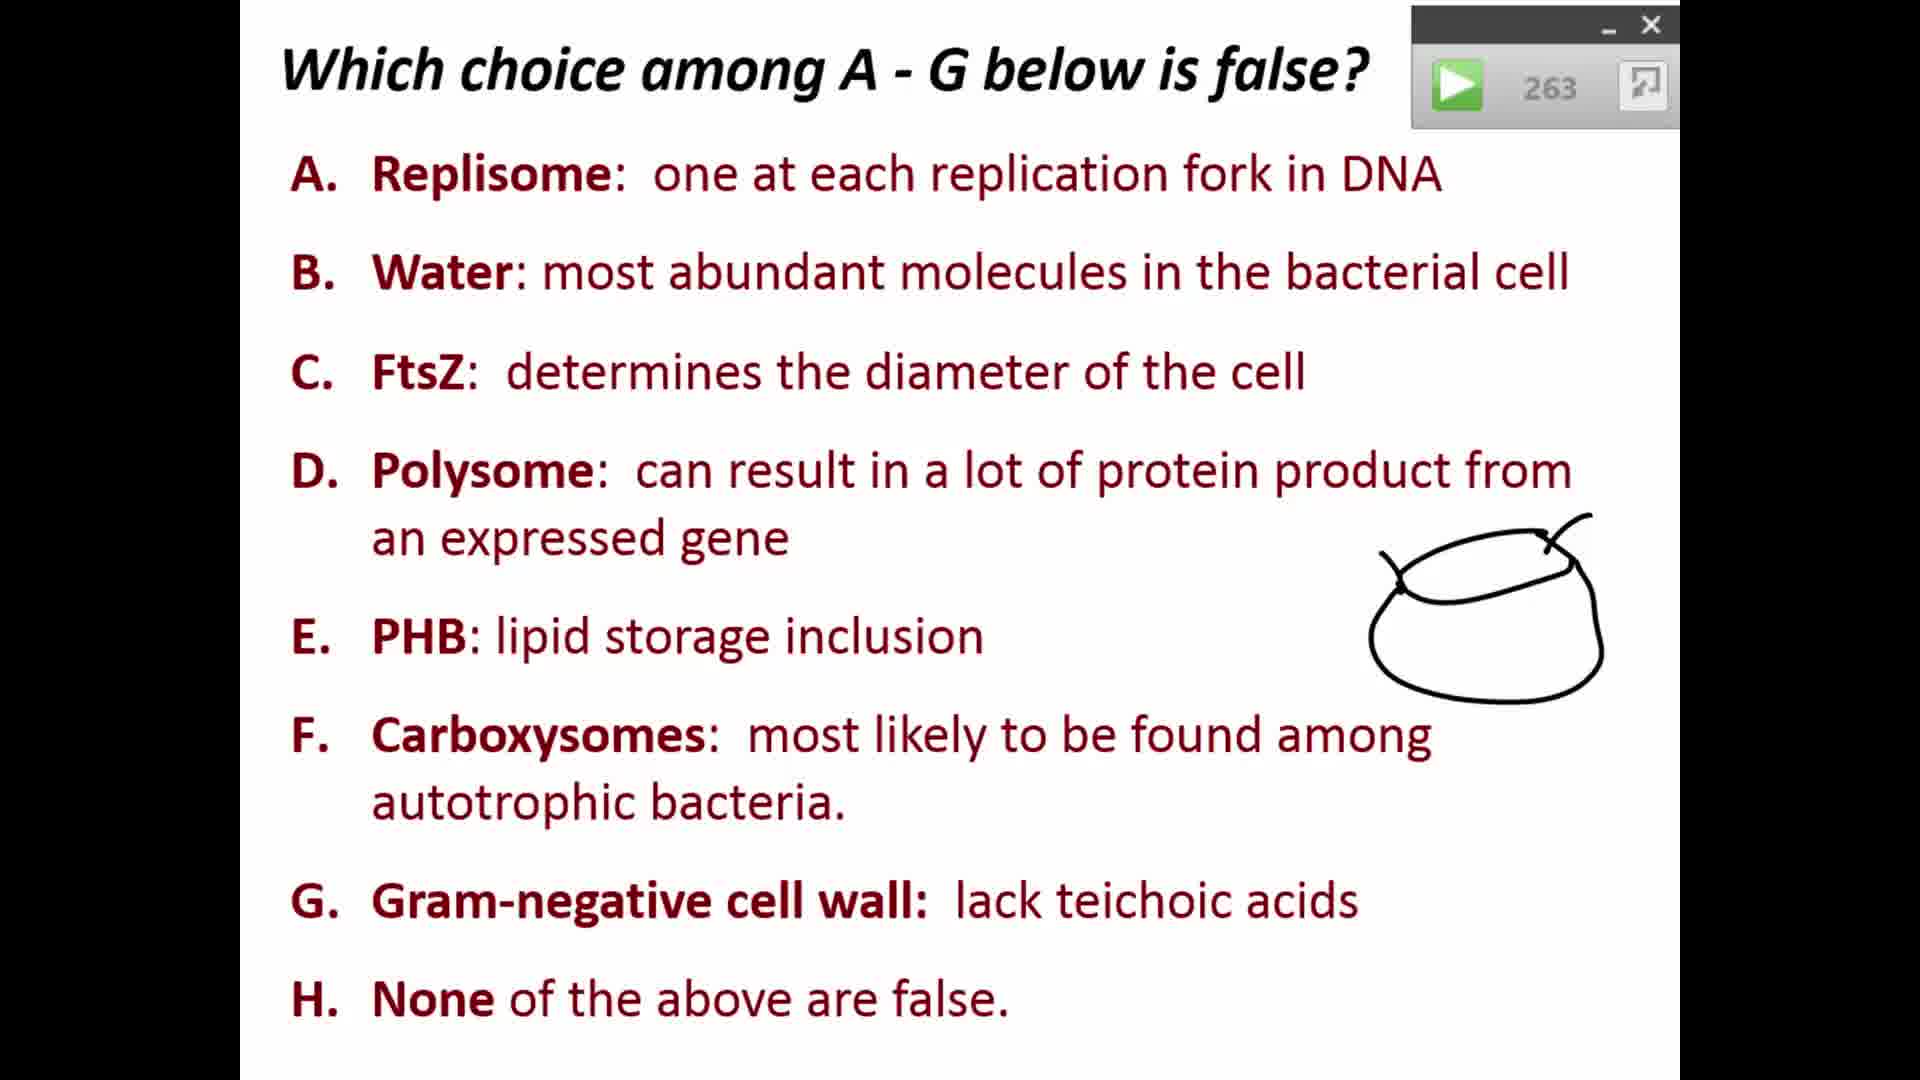 Which choice among A - G below is false?
263
A. Replisome: one at each replication fork in DNA
B. Water: most abundant molecules in the bacterial cell
C. FtsZ: determines the diameter of the cell
D. Polysome: can result in a lot of protein product from
an expressed gene
E. PHB: lipid storage inclusion
F. Carboxysomes: most likely to be found among
autotrophic bacteria.
G. Gram-negative cell wall: lack teichoic acids
H. None of the above are false.